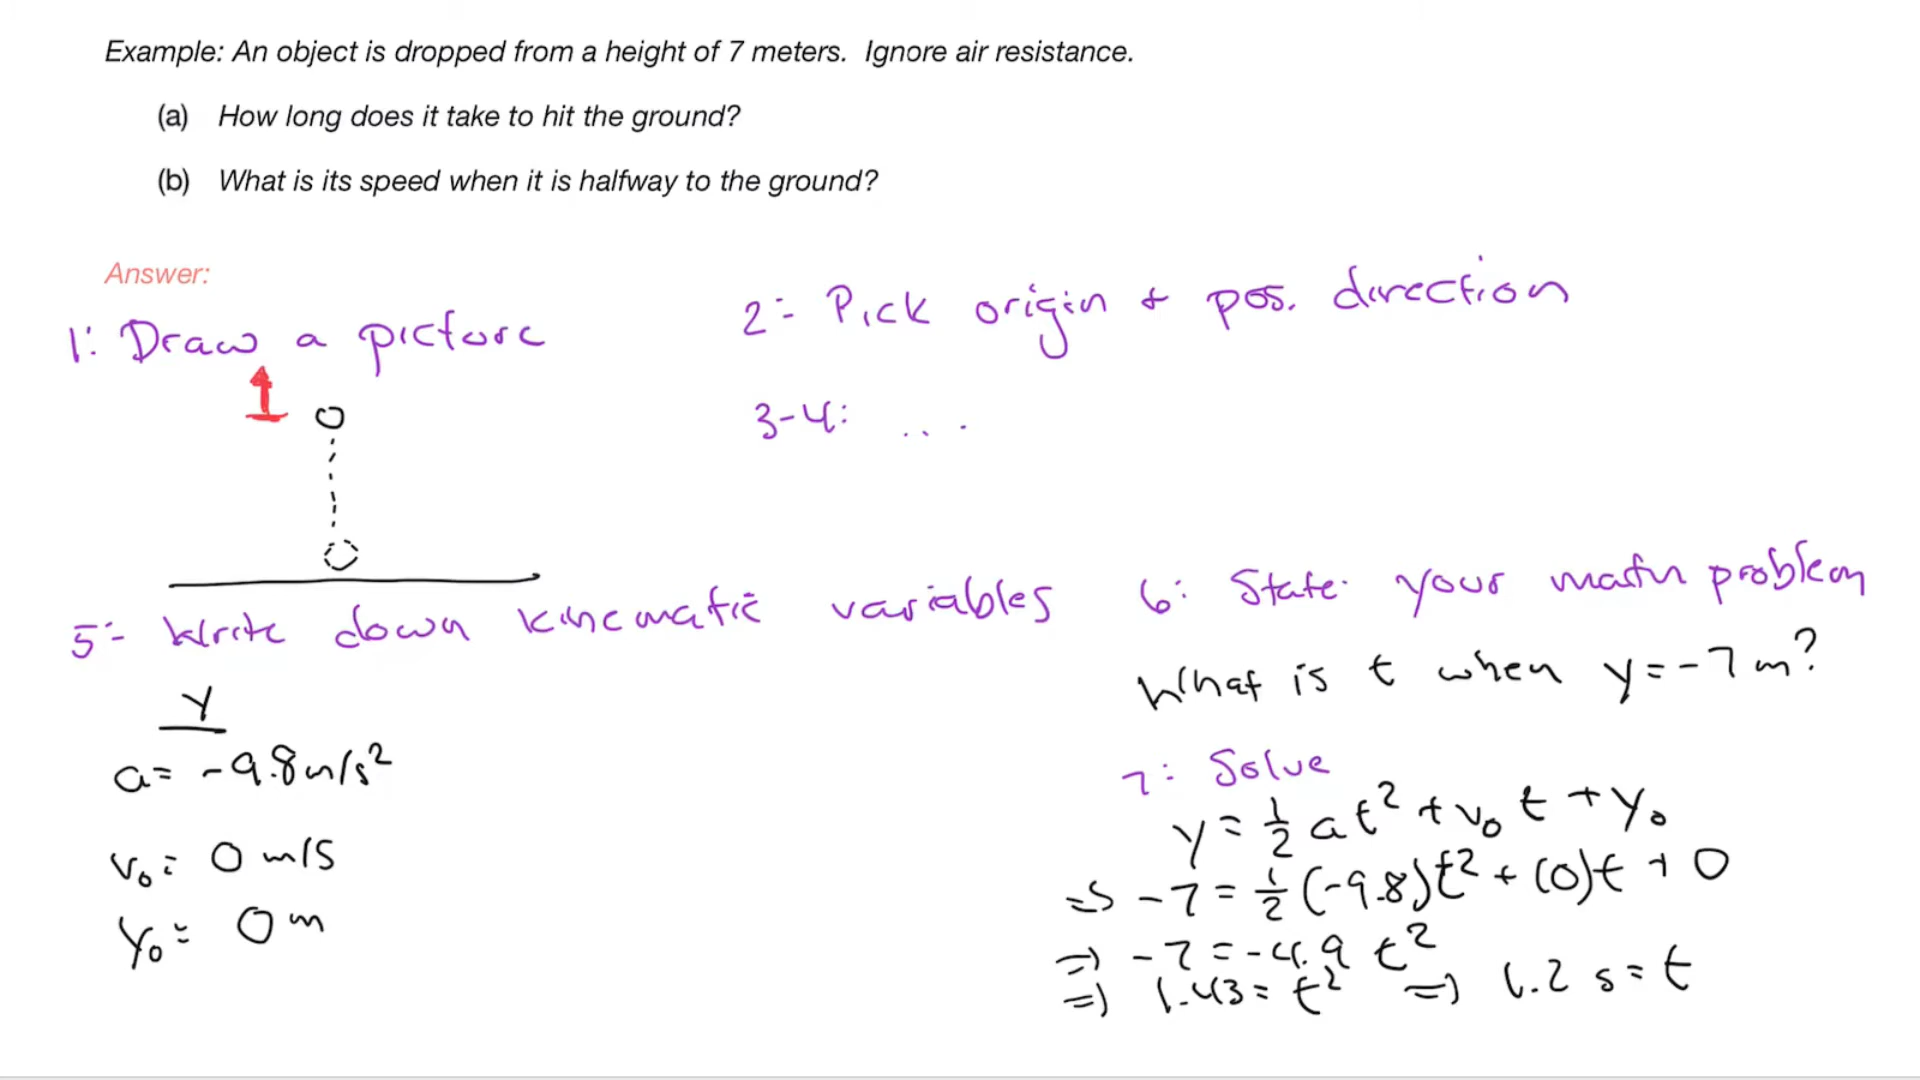 Example: An object is dropped from a height of 7 meters. Ignore air resistance.
(a) How long does it take to hit the ground?
(b) What is its speed when it is halfway to the ground?
Answer:
1: Draw a picture
2: Pick origin + pos. direction
3-4: ...
5: Write down kinematic variables
y
a = -9.8 m/s²
v₀ = 0 m/s
y₀ = 0 m
6: State your math problem
What is t when y = -7 m?
7: Solve
y = ½ at² + v₀ t + y₀
=> -7 = ½ (-9.8)t² + (0)t + 0
=> -7 = -4.9 t²
=> 1.43 = t² => 1.2 s = t